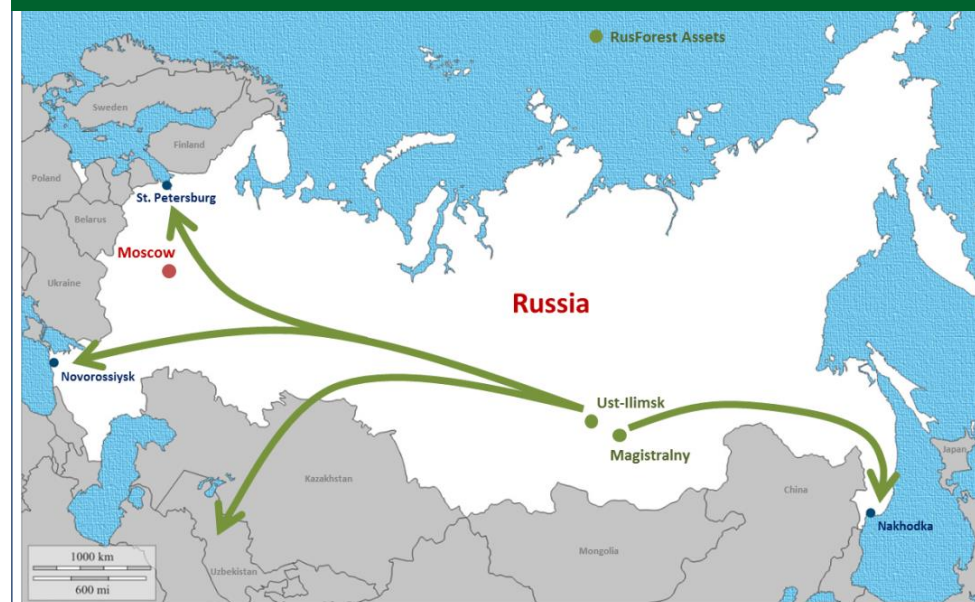 RusForest Assets
Sweden
Finland
Poland
St. Petersburg
Belarus
Moscow
Ukraine
Russia
Novorossiysk
Ust-Ilimsk
Magistralny
Japan
Kazakhstan
China
Nakhodka
Mongolia
1000 km
Uzbekistan
600 mi